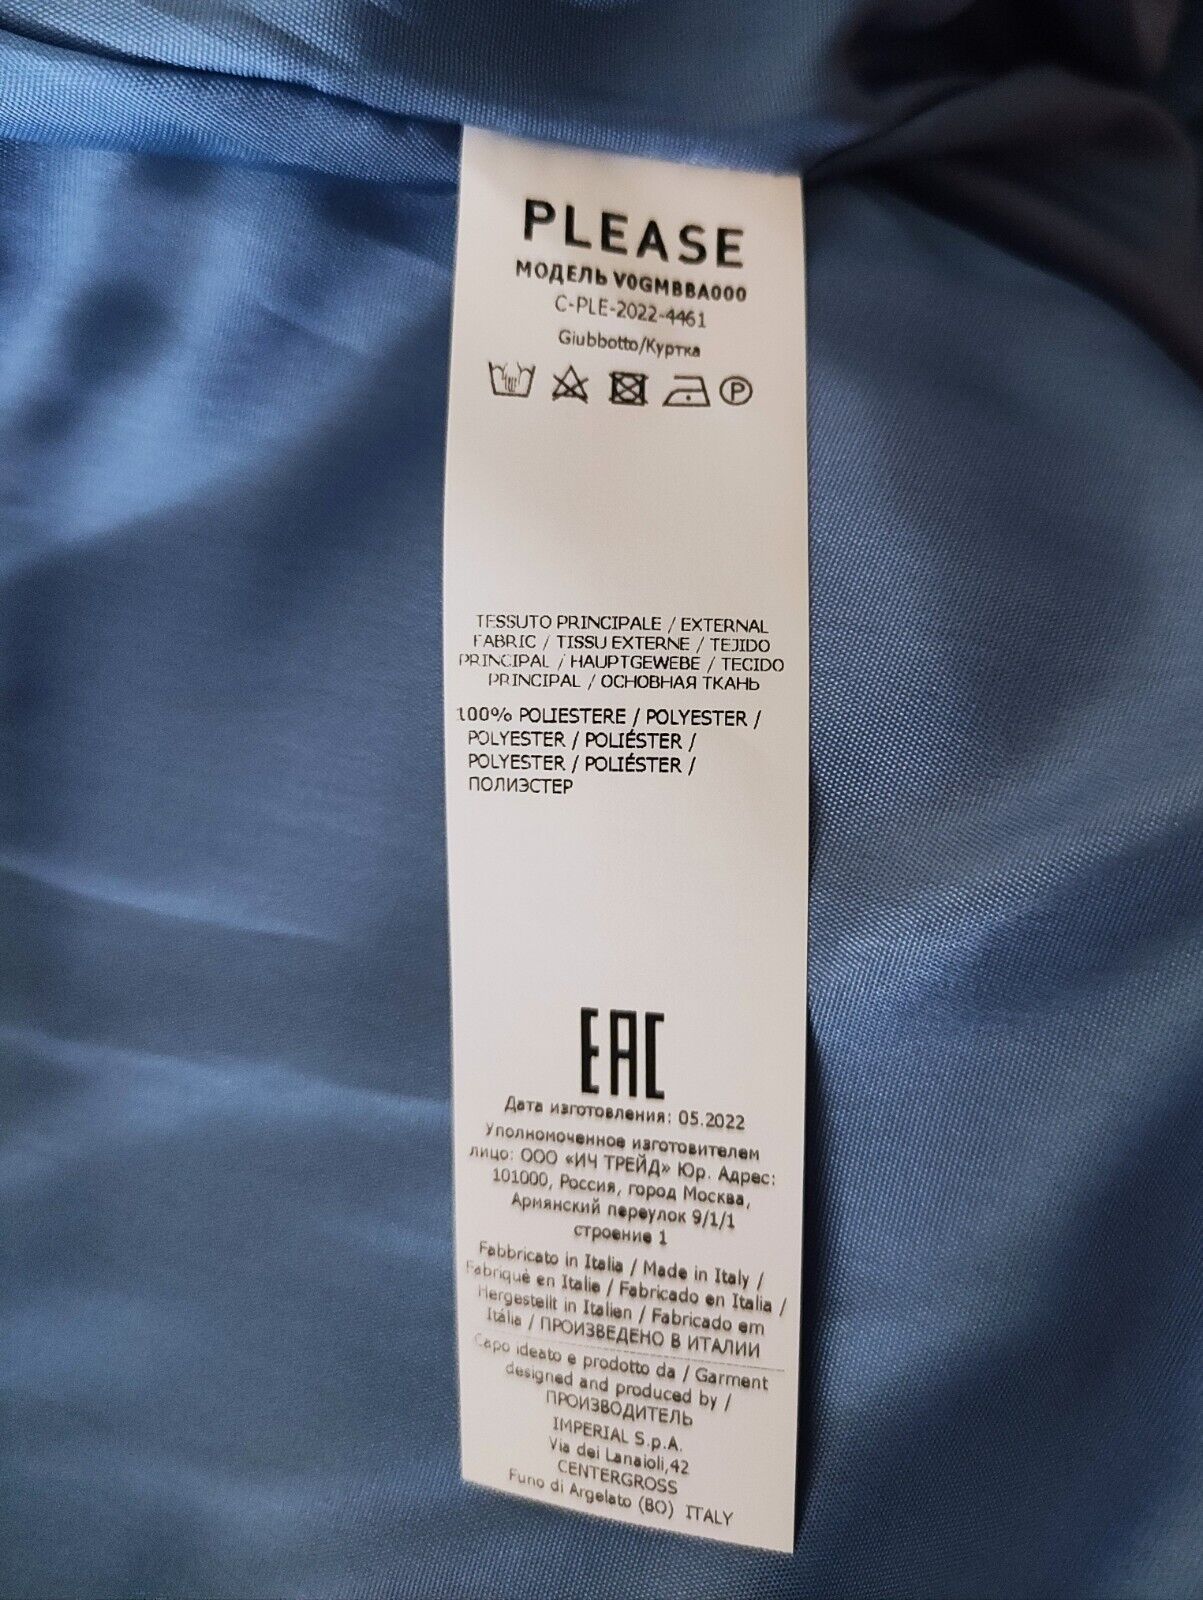 PLEASE
МОДЕЛЬ V0GMBBA000
C-PLE-2022-4461
Giubbotto/Куртка
P
TESSUTO PRINCIPALE / EXTERNAL
FABRIC / TISSU EXTERNE / TEJIDO
PRINCIPAL / HAUPTGEWEBE / TECIDO
PRINCIPAL / ОСНОВНАЯ ТКАНЬ
100% POLIESTERE / POLYESTER /
POLYESTER / POLIÉSTER /
POLYESTER / POLIÉSTER /
ПОЛИЭСТЕР
EAC
Дата изготовления: 05.2022
Уполномоченное изготовителем
лицо: ООО «ИЧ ТРЕЙД» Юр. Адрес:
101000, Россия, город Москва,
Армянский переулок 9/1/1
строение 1
Fabbricato in Italia / Made in Italy /
Fabriquè en Italie / Fabricado en Italia /
Hergestellt in Italien / Fabricado em
Itália / ПРОИЗВЕДЕНО В ИТАЛИИ
Capo ideato e prodotto da / Garment
designed and produced by /
ПРОИЗВОДИТЕЛЬ
IMPERIAL S.p.A.
Via dei Lanaioli,42
CENTERGROSS
Funo di Argelato (BO) ITALY